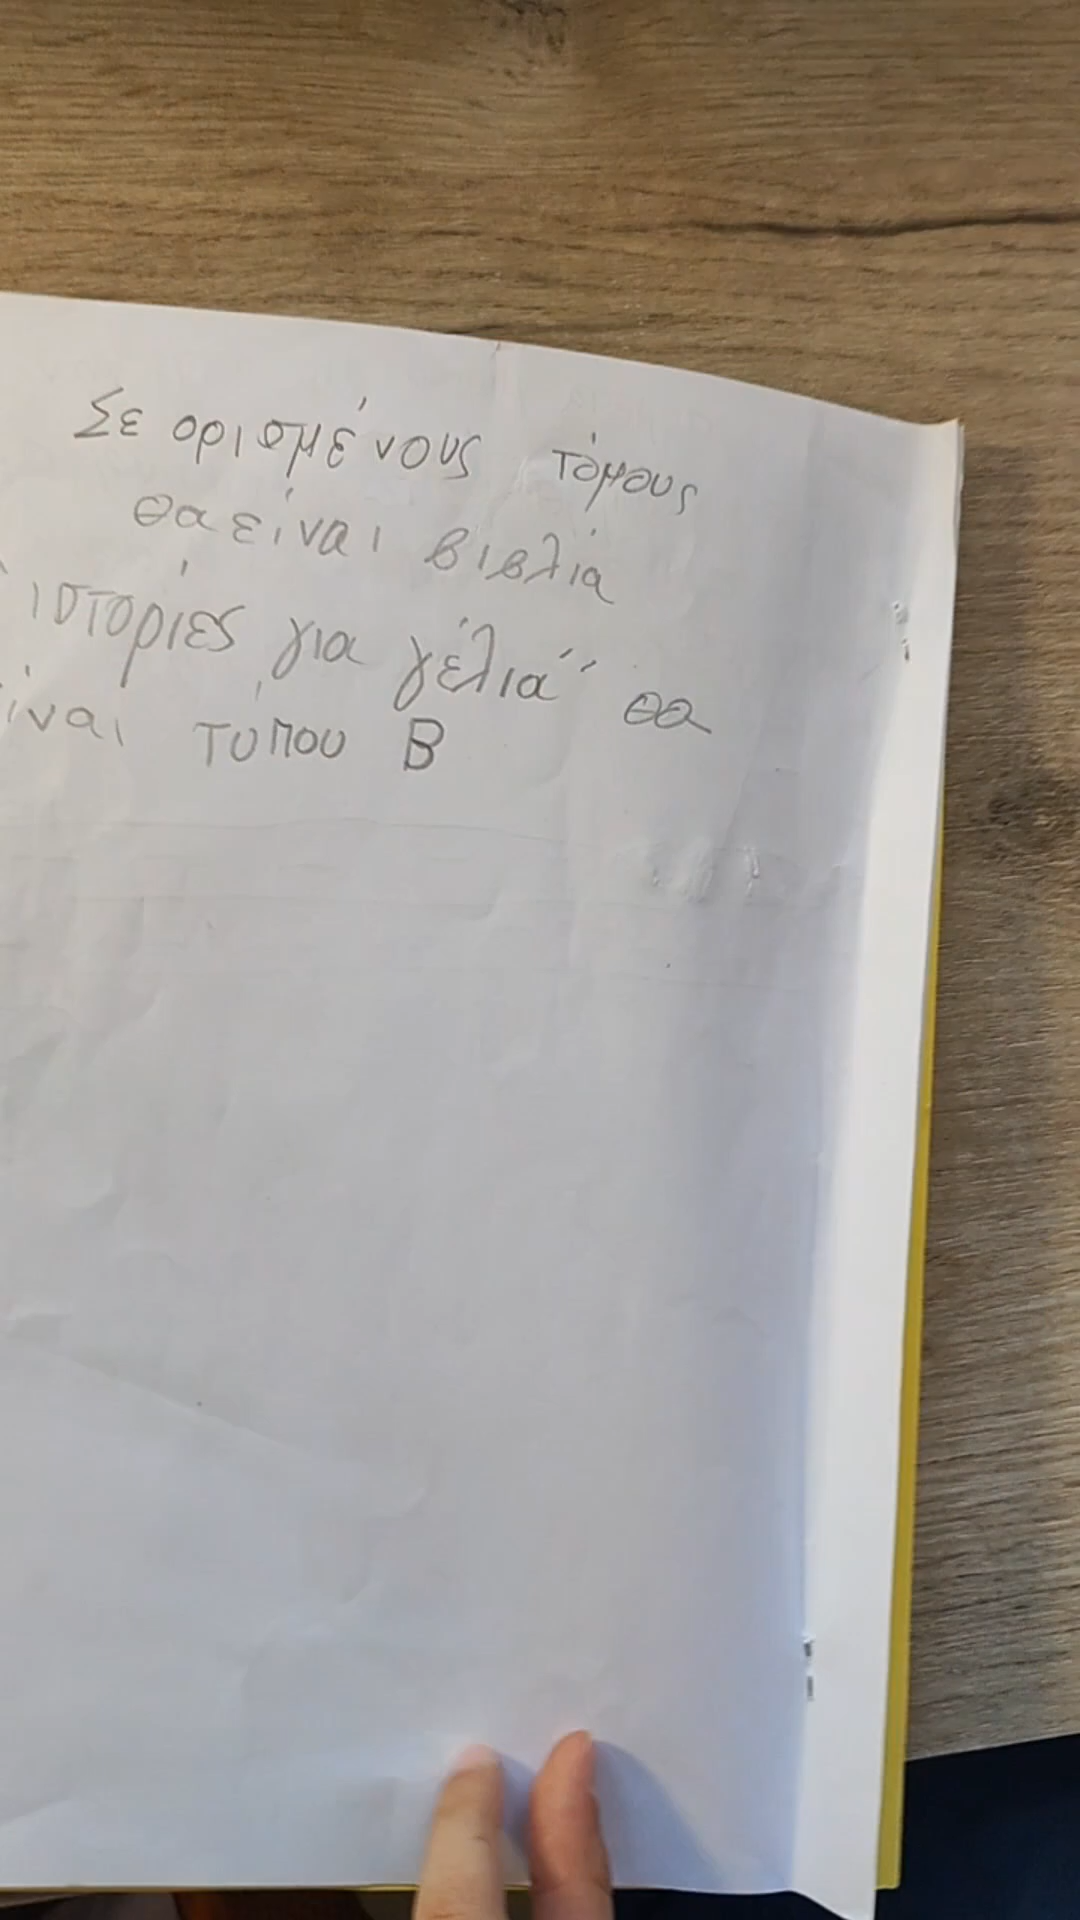 Σε ορισμένους τόμους
θα είναι βιβλία
ιστορίες για γέλια" θα
ίναι τύπου Β